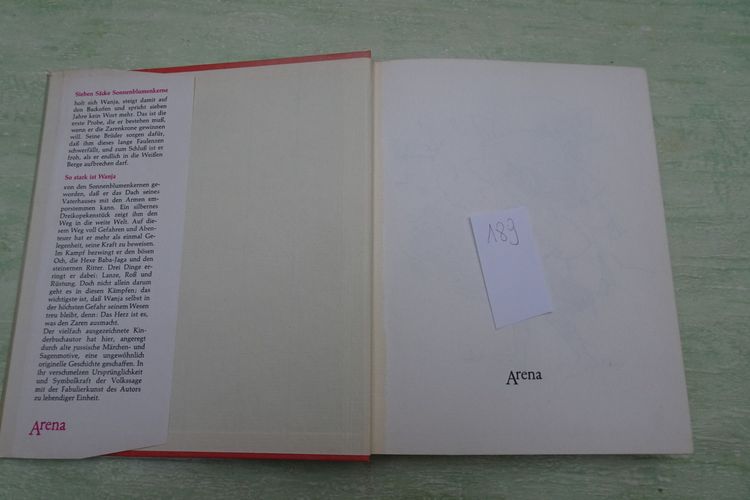 Sieben Säcke Sonnenblumenkerne
holt sich Wanja, steigt damit auf
den Backofen und spricht sieben
Jahre kein Wort mehr. Das ist die
erste Probe, die er bestehen muß,
wenn er die Zarenkrone gewinnen
will. Seine Brüder sorgen dafür,
daß ihm dieses lange Faulenzen
schwerfällt, und zum Schluß ist er
froh, als er endlich in die Weißen
Berge aufbrechen darf.
So stark ist Wanja
von den Sonnenblumenkernen ge-
worden, daß er das Dach seines
Vaterhauses mit den Armen em-
porstemmen kann. Ein silbernes
Dreikopekenstück zeigt ihm den
Weg in die weite Welt. Auf die-
sem Weg voll Gefahren und Aben-
teuer hat er mehr als einmal Ge-
legenheit, seine Kraft zu beweisen.
Im Kampf bezwingt er den bösen
Och, die Hexe Baba-Jaga und den
steinernen Ritter. Drei Dinge er-
ringt er dabei: Lanze, Roß und
Rüstung. Doch nicht allein darum
geht es in diesen Kämpfen; das
wichtigste ist, daß Wanja selbst in
der höchsten Gefahr seinem Wesen
treu bleibt, denn: Das Herz ist es,
was den Zaren ausmacht.
Der vielfach ausgezeichnete Kin-
derbuchautor hat hier, angeregt
durch alte russische Märchen- und
Sagenmotive, eine ungewöhnlich
originelle Geschichte geschaffen. In
ihr verschmelzen Ursprünglichkeit
und Symbolkraft der Volkssage
mit der Fabulierkunst des Autors
zu lebendiger Einheit.
Arena
189
Arena